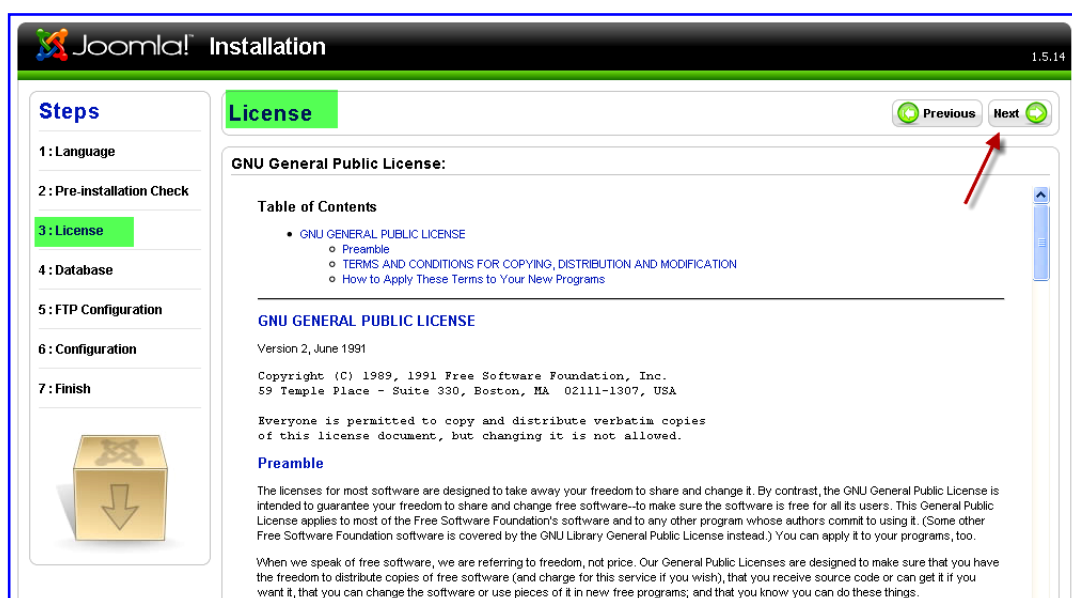 Joomla!™ Installation
1.5.14
Steps
1 : Language
2 : Pre-installation Check
3 : License
4 : Database
5 : FTP Configuration
6 : Configuration
7 : Finish
License
Previous
Next
GNU General Public License:
Table of Contents
• GNU GENERAL PUBLIC LICENSE
o Preamble
o TERMS AND CONDITIONS FOR COPYING, DISTRIBUTION AND MODIFICATION
o How to Apply These Terms to Your New Programs
GNU GENERAL PUBLIC LICENSE
Version 2, June 1991
Copyright (C) 1989, 1991 Free Software Foundation, Inc.
59 Temple Place - Suite 330, Boston, MA 02111-1307, USA
Everyone is permitted to copy and distribute verbatim copies
of this license document, but changing it is not allowed.
Preamble
The licenses for most software are designed to take away your freedom to share and change it. By contrast, the GNU General Public License is
intended to guarantee your freedom to share and change free software--to make sure the software is free for all its users. This General Public
License applies to most of the Free Software Foundation's software and to any other program whose authors commit to using it. (Some other
Free Software Foundation software is covered by the GNU Library General Public License instead.) You can apply it to your programs, too.
When we speak of free software, we are referring to freedom, not price. Our General Public Licenses are designed to make sure that you have
the freedom to distribute copies of free software (and charge for this service if you wish), that you receive source code or can get it if you
want it, that you can change the software or use pieces of it in new free programs; and that you know you can do these things.